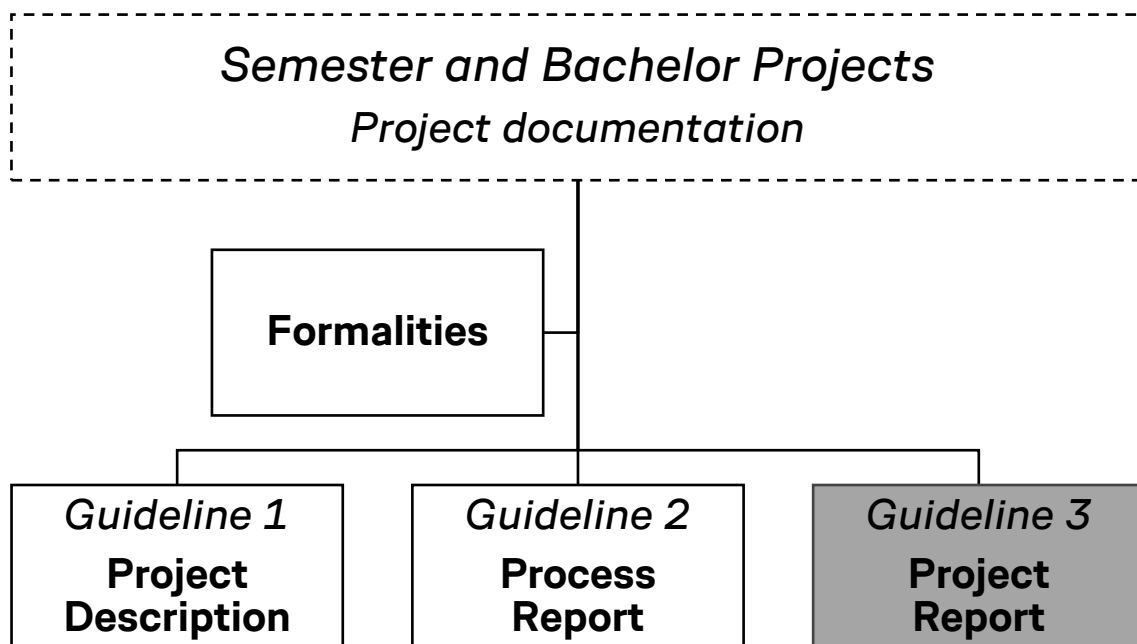 Semester and Bachelor Projects
Project documentation
Formalities
Guideline 1
Project
Description
Guideline 2
Process
Report
Guideline 3
Project
Report